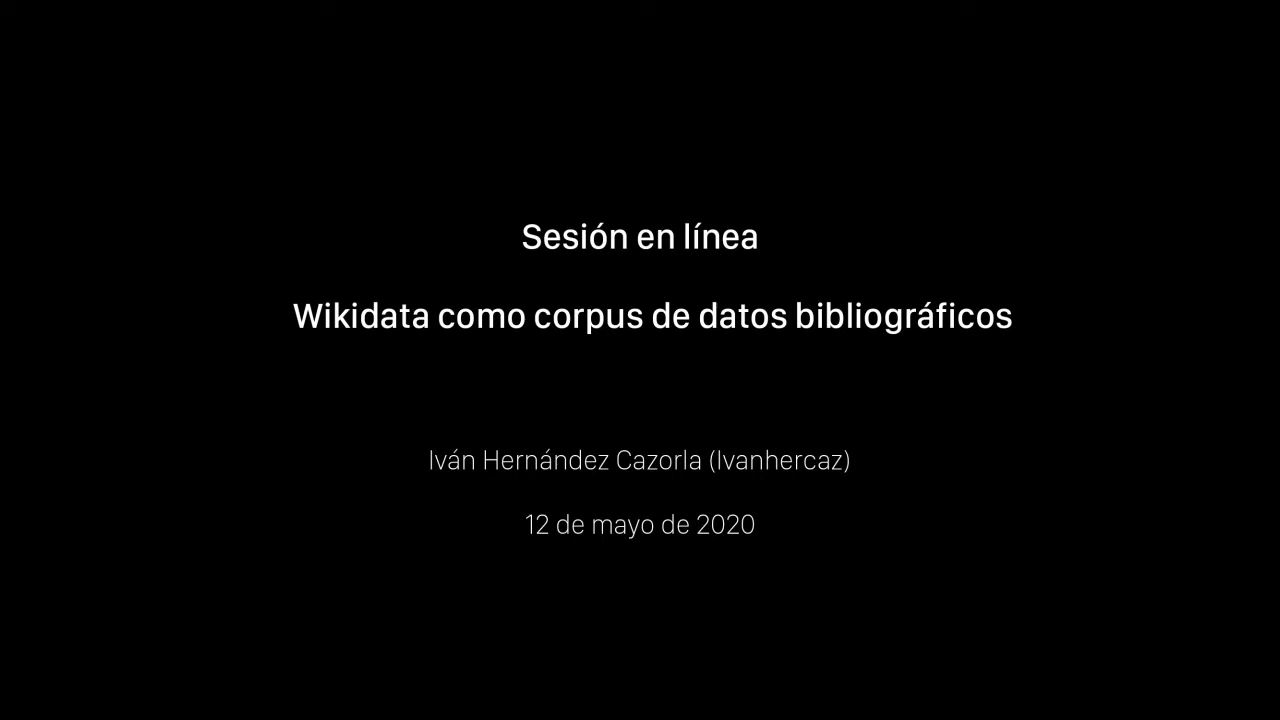 Sesión en línea
Wikidata como corpus de datos bibliográficos
Iván Hernández Cazorla (Ivanhercaz)
12 de mayo de 2020